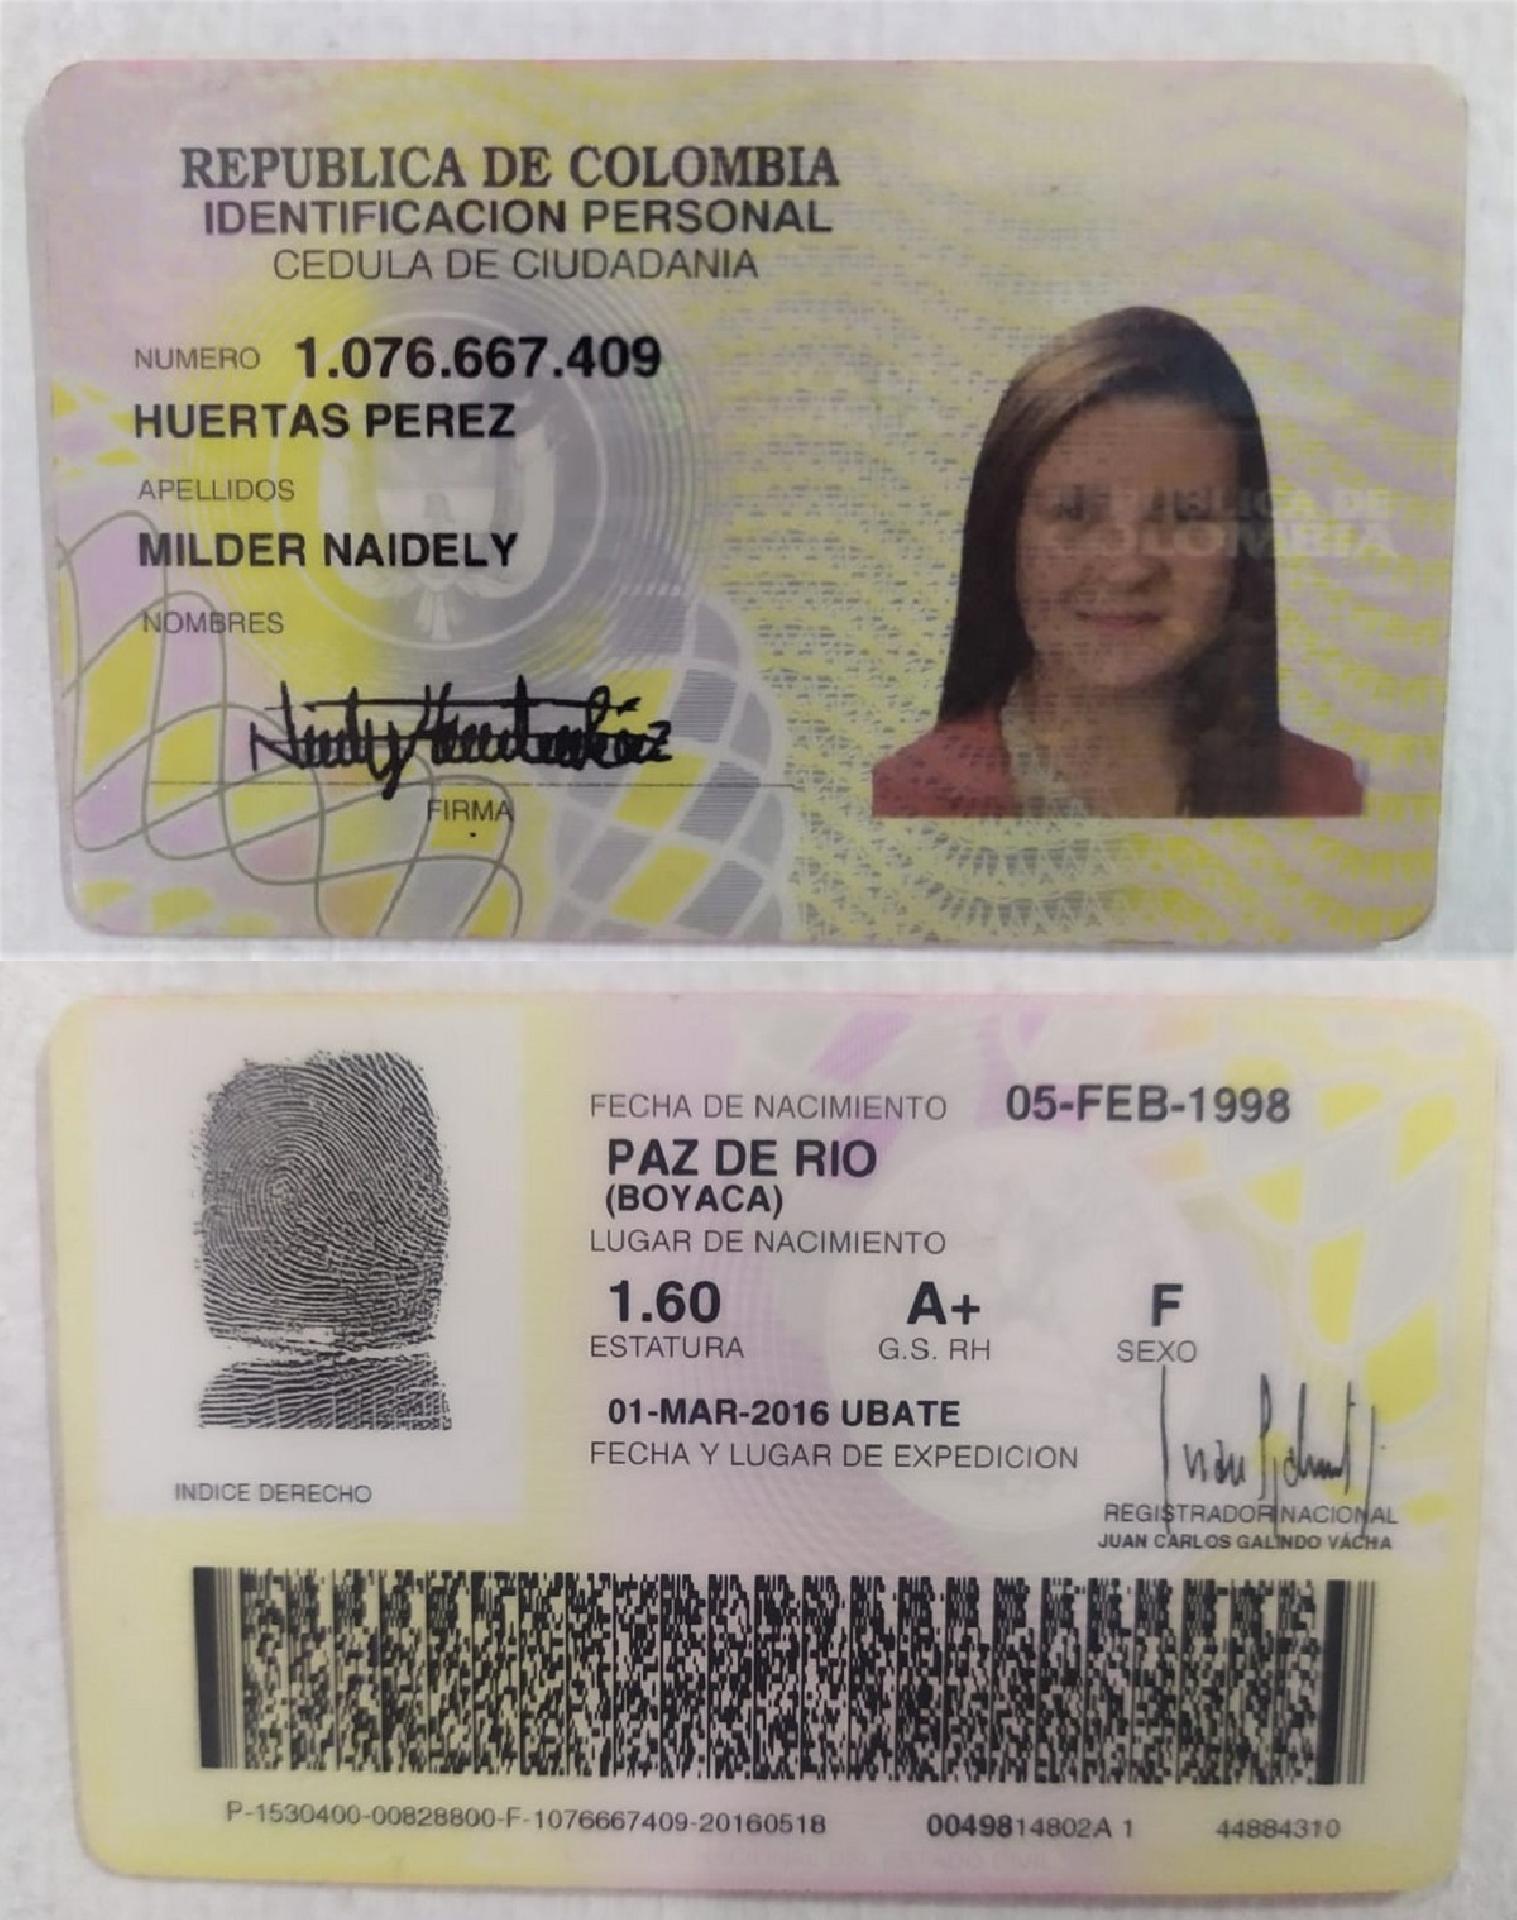 REPUBLICA DE COLOMBIA
IDENTIFICACION PERSONAL
CEDULA DE CIUDADANIA
NUMERO 1.076.667.409
HUERTAS PEREZ
APELLIDOS
MILDER NAIDELY
NOMBRES
FIRMA
REPUBLICA DE
COLOMBIA
FECHA DE NACIMIENTO 05-FEB-1998
PAZ DE RIO
(BOYACA)
LUGAR DE NACIMIENTO
1.60 A+ F
ESTATURA G.S. RH SEXO
01-MAR-2016 UBATE
FECHA Y LUGAR DE EXPEDICION
INDICE DERECHO
REGISTRADOR NACIONAL
JUAN CARLOS GALINDO VÁCHA
P-1530400-00828800-F-1076667409-20160518 0049814802A 1 44884310